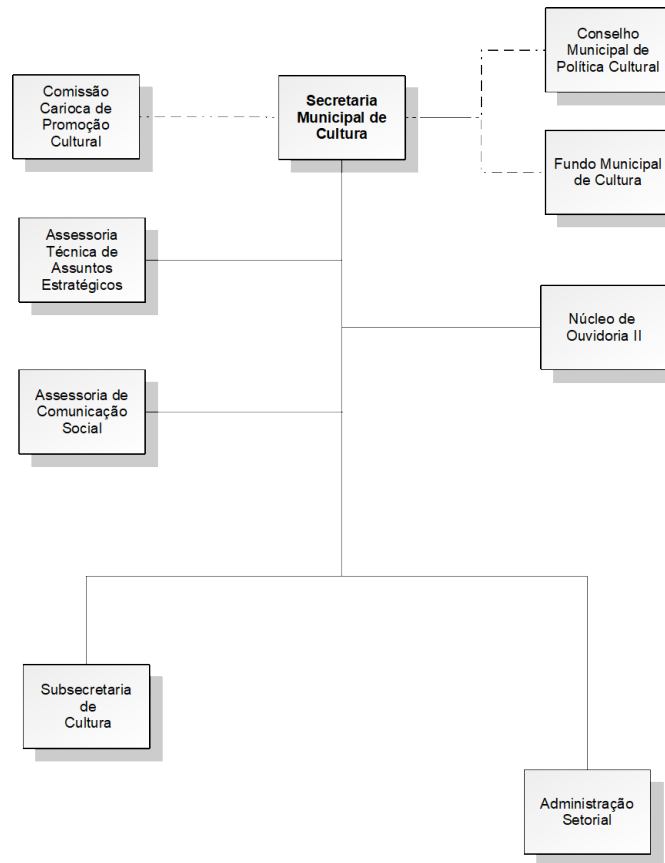 Conselho
Municipal de
Política Cultural
Comissão
Carioca de
Promoção
Cultural
Secretaria
Municipal de
Cultura
Fundo Municipal
de Cultura
Assessoria
Técnica de
Assuntos
Estratégicos
Núcleo de
Ouvidoria II
Assessoria de
Comunicação
Social
Subsecretaria
de
Cultura
Administração
Setorial